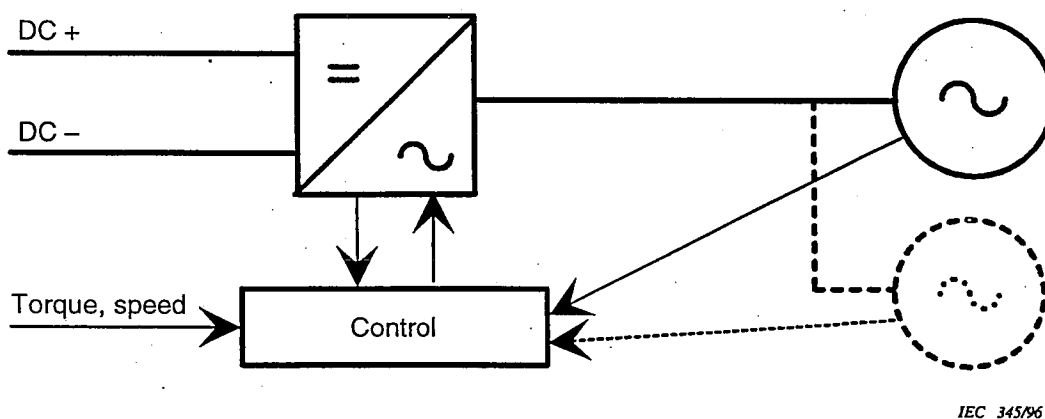 DC +
DC –
Torque, speed
Control
IEC 345/96